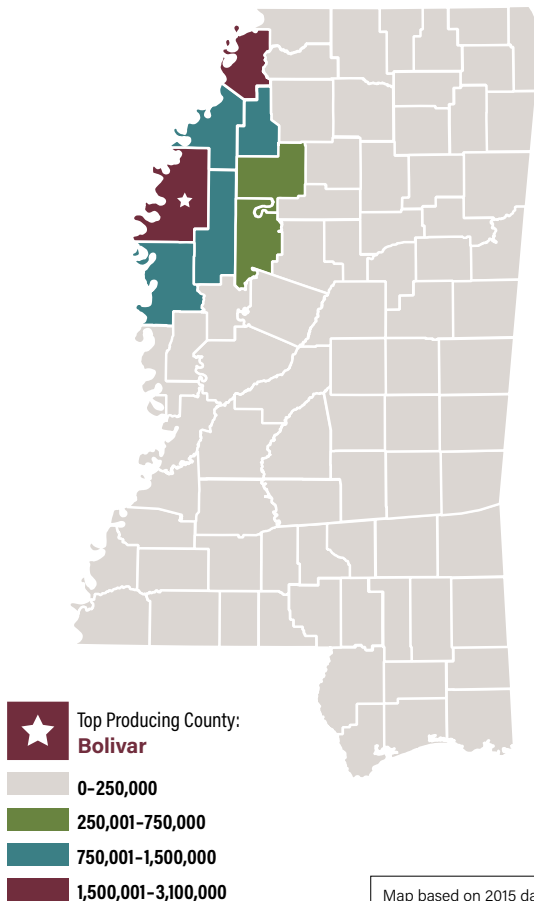 Top Producing County:
Bolivar
0–250,000
250,001–750,000
750,001–1,500,000
1,500,001–3,100,000
Map based on 2015